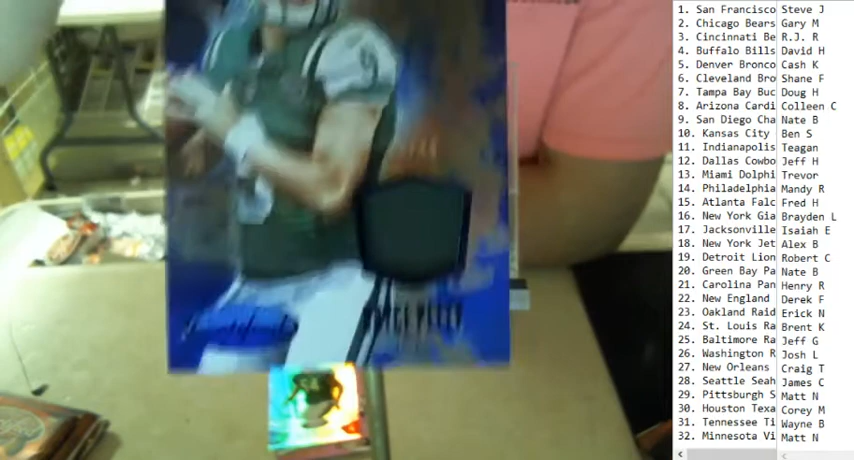 1. San Francisco Steve J
2. Chicago Bears Gary M
3. Cincinnati Be R.J. R
4. Buffalo Bills David H
5. Denver Bronco Cash K
6. Cleveland Bro Shane F
7. Tampa Bay Buc Doug H
8. Arizona Cardi Colleen C
9. San Diego Cha Nate B
10. Kansas City Ben S
11. Indianapolis Teagan
12. Dallas Cowbo Jeff H
13. Miami Dolphi Trevor
14. Philadelphia Mandy R
15. Atlanta Falc Fred H
16. New York Gia Brayden L
17. Jacksonville Isaiah E
18. New York Jet Alex B
19. Detroit Lion Robert C
20. Green Bay Pa Nate B
21. Carolina Pan Henry R
22. New England Derek F
23. Oakland Raid Erick N
24. St. Louis Ra Brent K
25. Baltimore Ra Jeff G
26. Washington R Josh L
27. New Orleans Craig T
28. Seattle Seah James C
29. Pittsburgh S Matt N
30. Houston Texa Corey M
31. Tennessee Ti Wayne B
32. Minnesota Vi Matt N